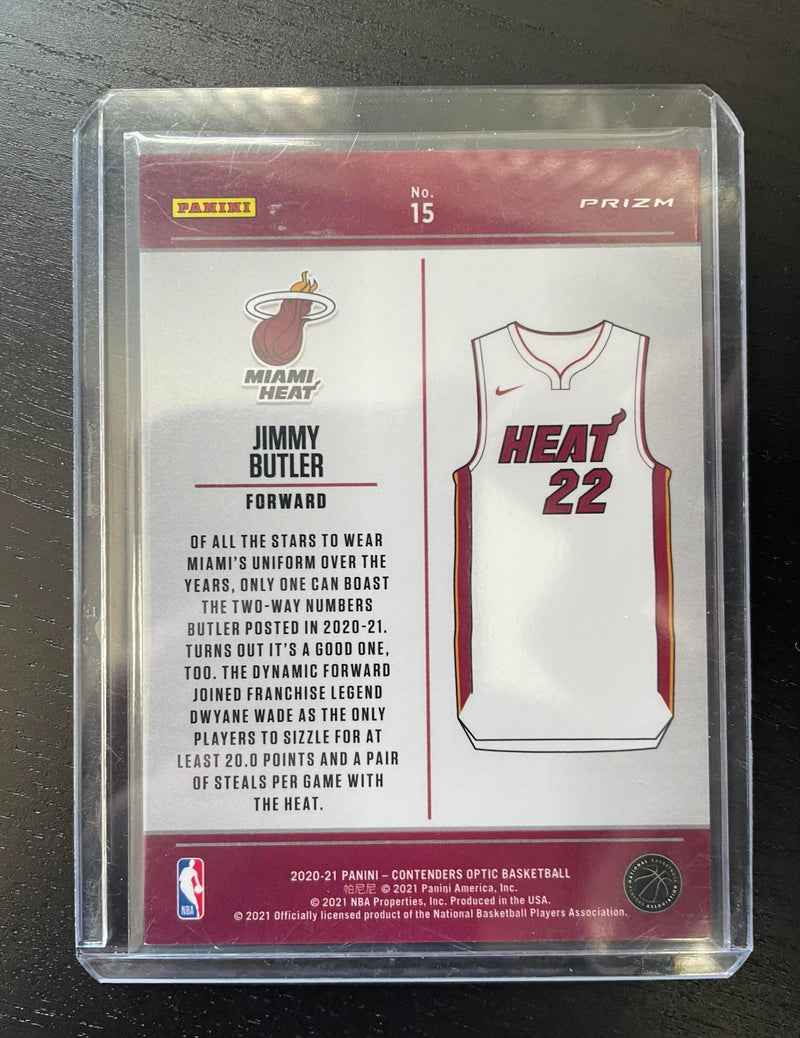 PANINI
No.
15
PRIZM
MIAMI
HEAT
JIMMY
BUTLER
FORWARD
OF ALL THE STARS TO WEAR
MIAMI'S UNIFORM OVER THE
YEARS, ONLY ONE CAN BOAST
THE TWO-WAY NUMBERS
BUTLER POSTED IN 2020-21.
TURNS OUT IT'S A GOOD ONE,
TOO. THE DYNAMIC FORWARD
JOINED FRANCHISE LEGEND
DWYANE WADE AS THE ONLY
PLAYERS TO SIZZLE FOR AT
LEAST 20.0 POINTS AND A PAIR
OF STEALS PER GAME WITH
THE HEAT.
HEAT
22
NBA
2020-21 PANINI – CONTENDERS OPTIC BASKETBALL
帕尼尼 © 2021 Panini America, Inc.
© 2021 NBA Properties, Inc. Produced in the USA.
© 2021 Officially licensed product of the National Basketball Players Association.
NATIONAL BASKETBALL
PLAYERS ASSOCIATION